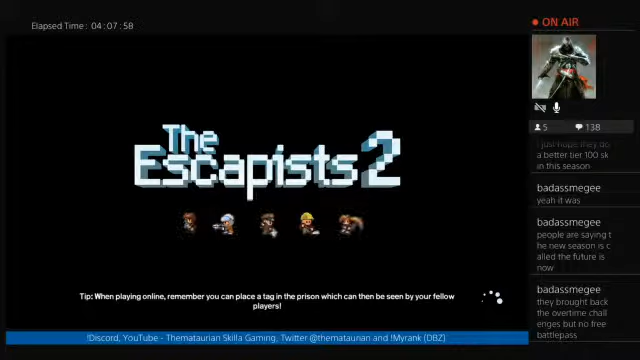 Elapsed Time : 04:07:58
ON AIR
The
Escapists 2
5
138
i just hope they do
a better tier 100 sk
in this season
badassmegee
yeah it was
badassmegee
people are saying t
he new season is c
alled the future is
now
badassmegee
they brought back
the overtime chall
enges but no free
battlepass
Tip: When playing online, remember you can place a tag in the prison which can then be seen by your fellow
players!
!Discord, YouTube - Themataurian Skilla Gaming, Twitter @themataurian and !Myrank (DBZ)